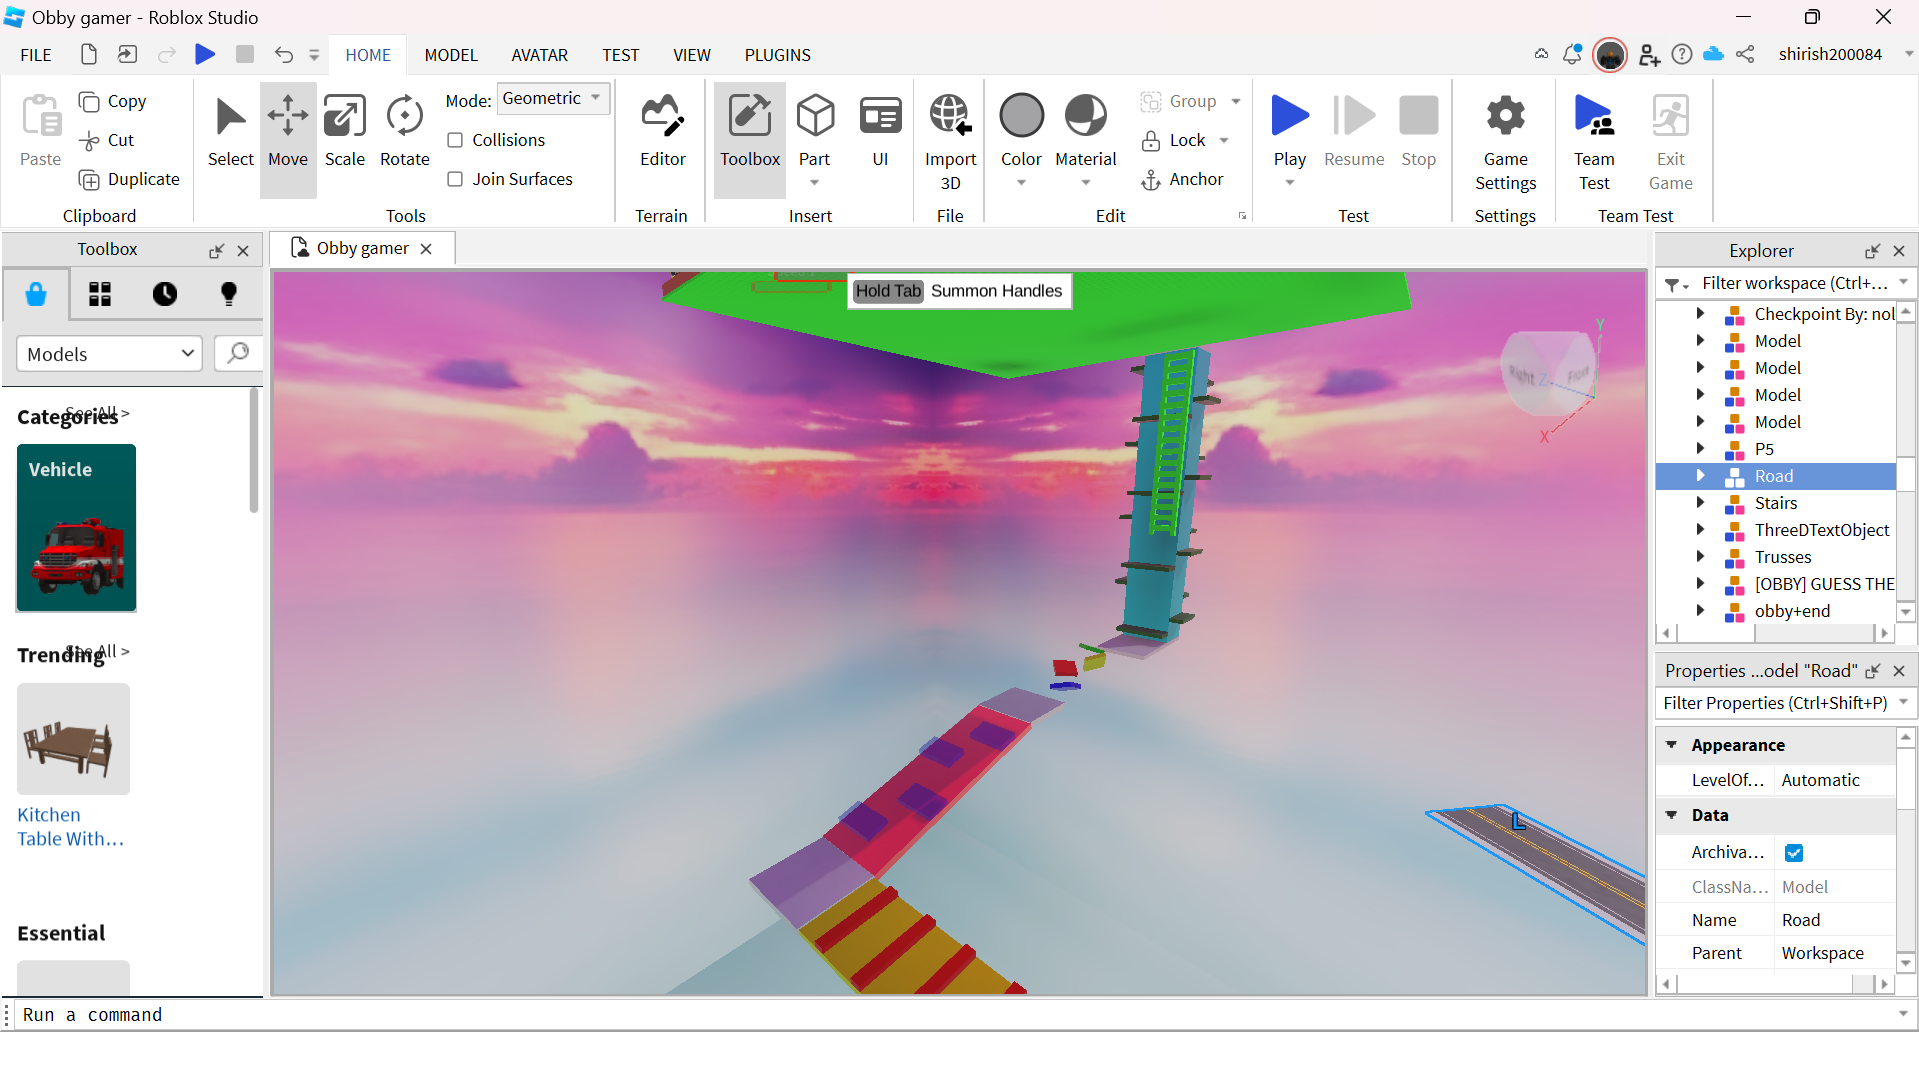 Obby gamer - Roblox Studio
FILE HOME MODEL AVATAR TEST VIEW PLUGINS shirish200084
Paste
Copy
Cut
Duplicate
Clipboard
Select Move Scale Rotate
Mode: Geometric
Collisions
Join Surfaces
Tools
Editor
Terrain
Toolbox Part UI
Insert
Import
3D
File
Color Material
Group
Lock
Anchor
Edit
Play Resume Stop
Test
Game
Settings
Settings
Team
Test
Exit
Game
Team Test
Toolbox
Models
Categories
See All >
Vehicle
Trending
See All >
Kitchen
Table With...
Essential
Obby gamer
Hold Tab Summon Handles
Right Z Front
Y
X
L
Explorer
Filter workspace (Ctrl+...
Checkpoint By: nol
Model
Model
Model
Model
P5
Road
Stairs
ThreeDTextObject
Trusses
[OBBY] GUESS THE
obby+end
Properties ...odel "Road"
Filter Properties (Ctrl+Shift+P)
Appearance
LevelOf... Automatic
Data
Archiva...
ClassNa... Model
Name Road
Parent Workspace
Run a command